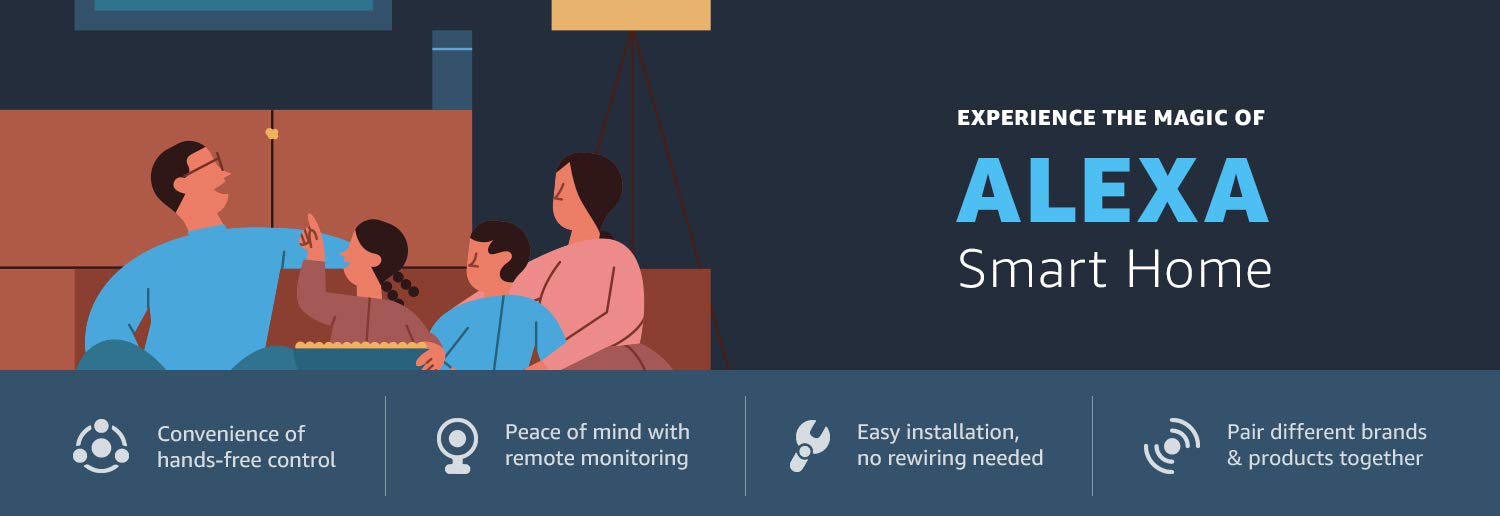 EXPERIENCE THE MAGIC OF
ALEXA
Smart Home
Convenience of
hands-free control
Peace of mind with
remote monitoring
Easy installation,
no rewiring needed
Pair different brands
& products together